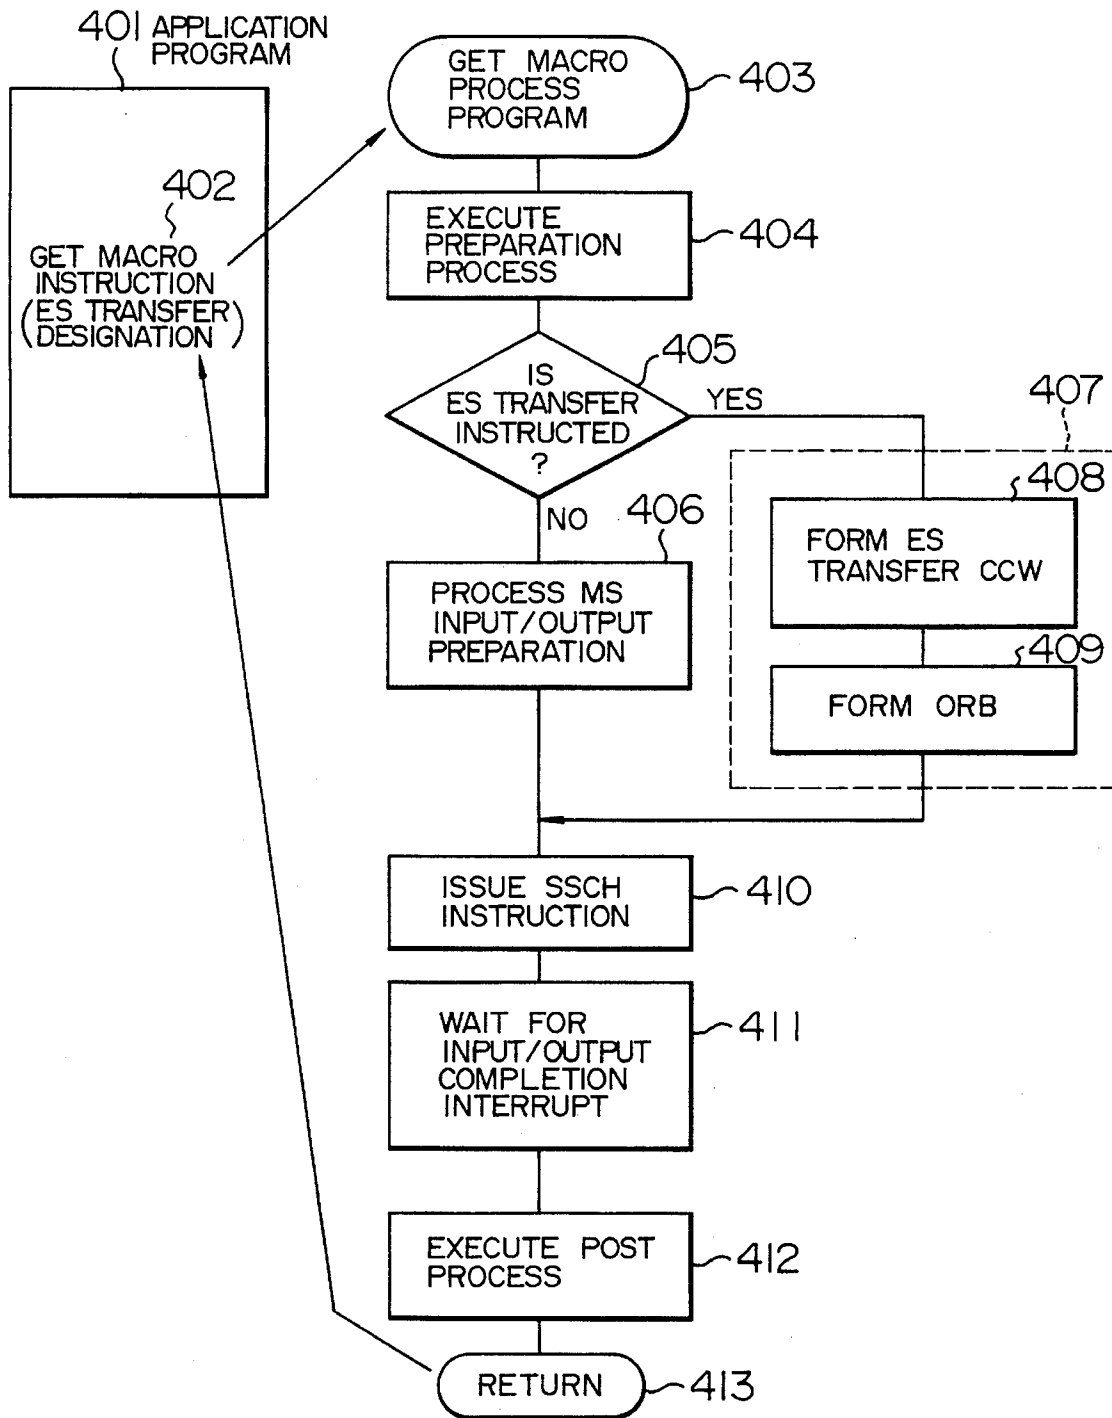 401 APPLICATION
PROGRAM
GET MACRO
PROCESS
PROGRAM
403
402
GET MACRO
INSTRUCTION
(ES TRANSFER
DESIGNATION)
EXECUTE
PREPARATION
PROCESS
404
IS
ES TRANSFER
INSTRUCTED
?
405
YES
NO
406
PROCESS MS
INPUT/OUTPUT
PREPARATION
407
408
FORM ES
TRANSFER CCW
409
FORM ORB
ISSUE SSCH
INSTRUCTION
410
WAIT FOR
INPUT/OUTPUT
COMPLETION
INTERRUPT
411
EXECUTE POST
PROCESS
412
RETURN
413